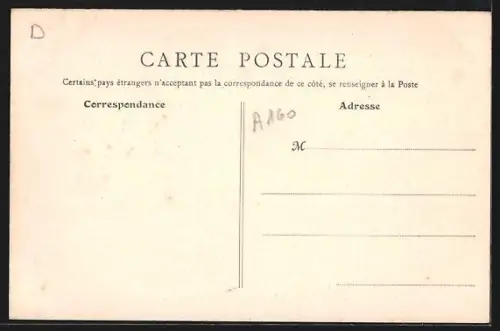 D
CARTE POSTALE
Certains pays étrangers n'acceptant pas la correspondance de ce côté, se renseigner à la Poste
Correspondance
Adresse
A160
M